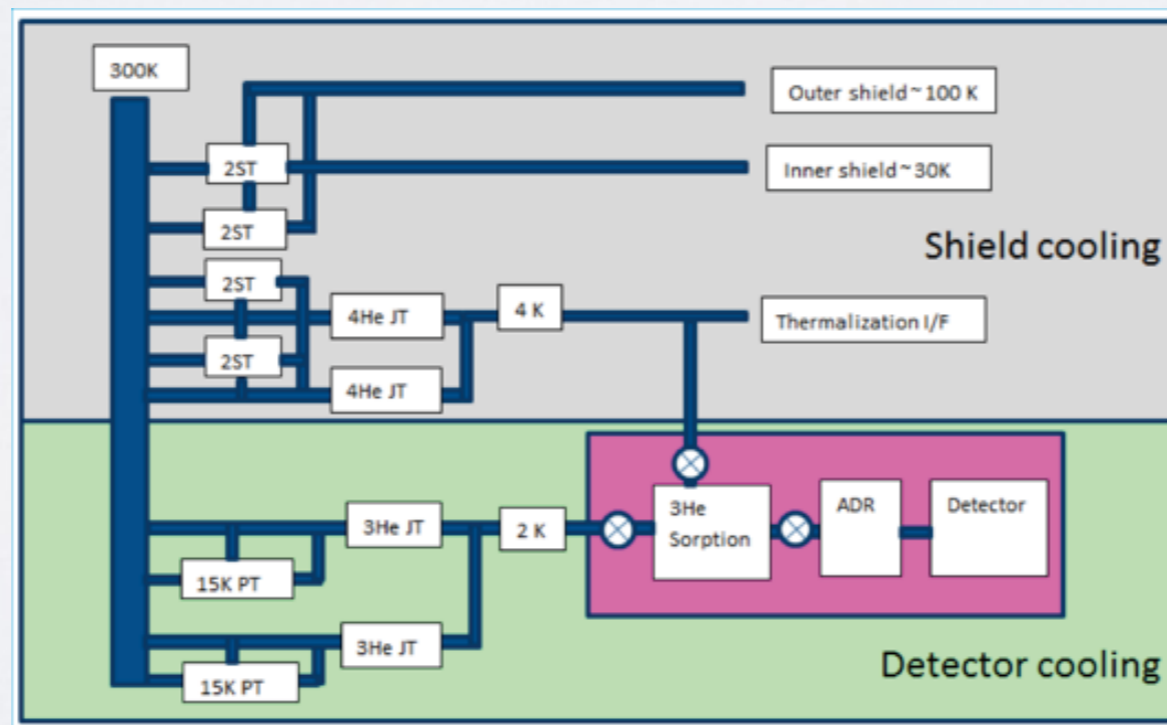 300K
Outer shield ~ 100 K
2ST
Inner shield ~ 30K
2ST
Shield cooling
2ST
4He JT
4 K
Thermalization I/F
2ST
4He JT
3He JT
2 K
3He
Sorption
ADR
Detector
15K PT
3He JT
15K PT
Detector cooling